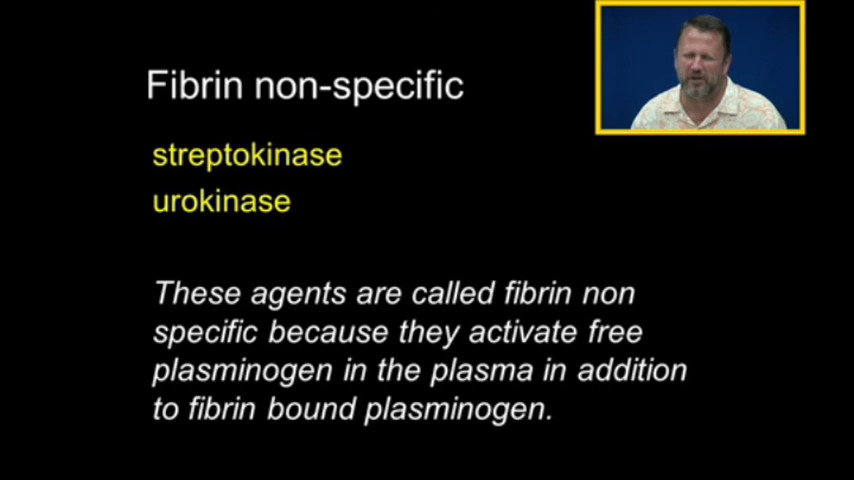 Fibrin non-specific
streptokinase
urokinase
These agents are called fibrin non
specific because they activate free
plasminogen in the plasma in addition
to fibrin bound plasminogen.